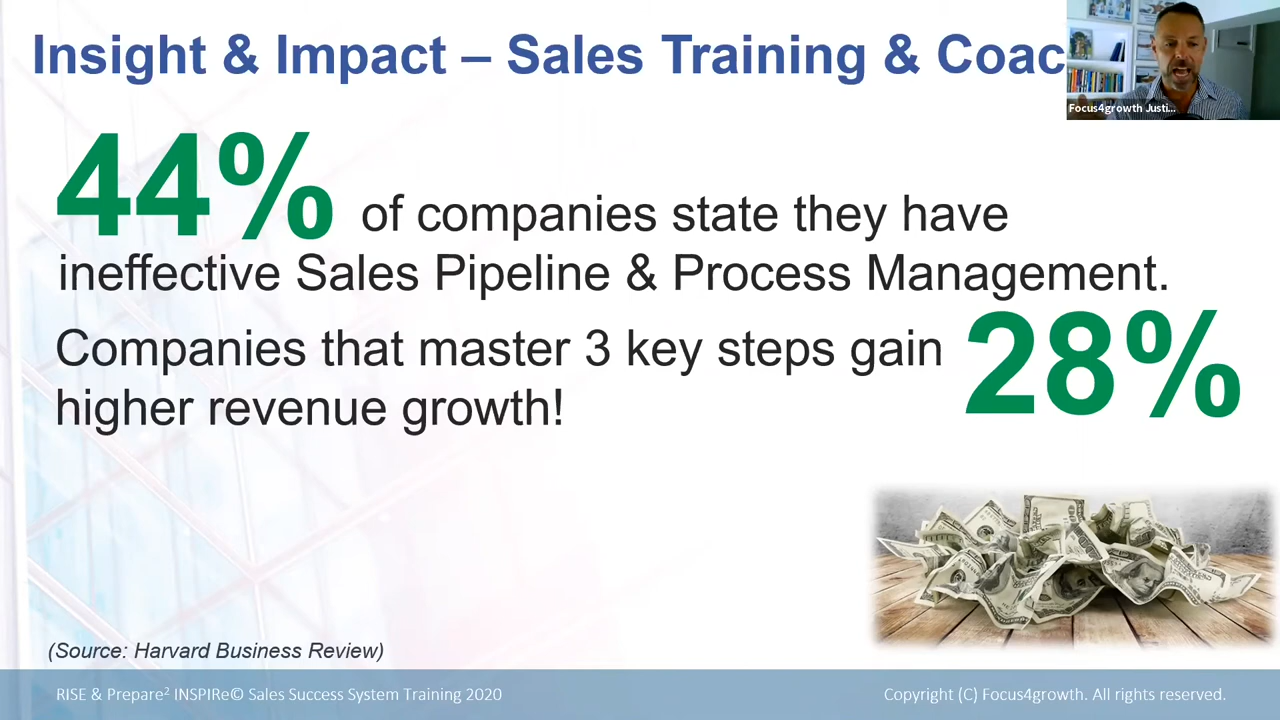 Insight & Impact – Sales Training & Coac
Focus4growth Justi...
44% of companies state they have
ineffective Sales Pipeline & Process Management.
Companies that master 3 key steps gain 28%
higher revenue growth!
(Source: Harvard Business Review)
RISE & Prepare² INSPIRe© Sales Success System Training 2020
Copyright (C) Focus4growth. All rights reserved.